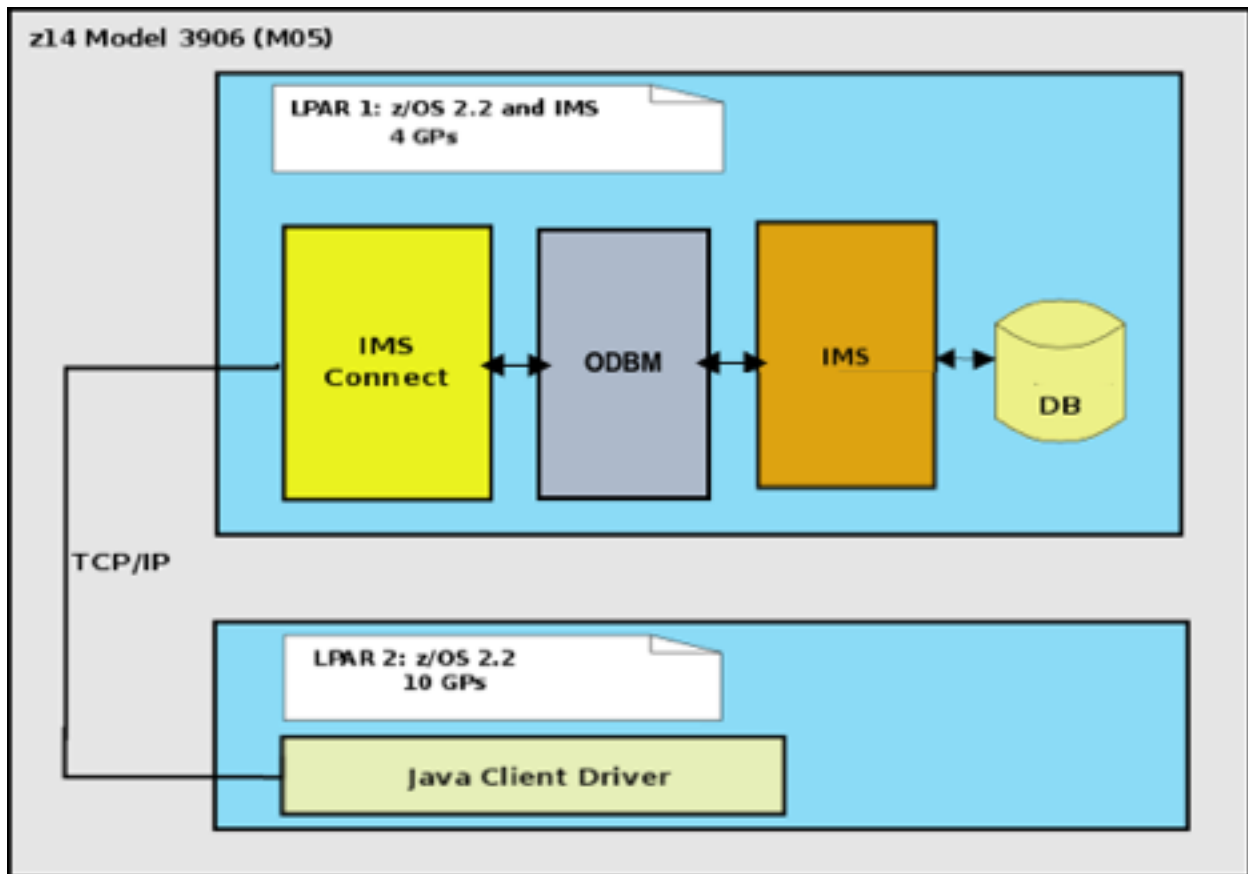 z14 Model 3906 (M05)
LPAR 1: z/OS 2.2 and IMS
4 GPs
IMS
Connect
ODBM
IMS
DB
TCP/IP
LPAR 2: z/OS 2.2
10 GPs
Java Client Driver